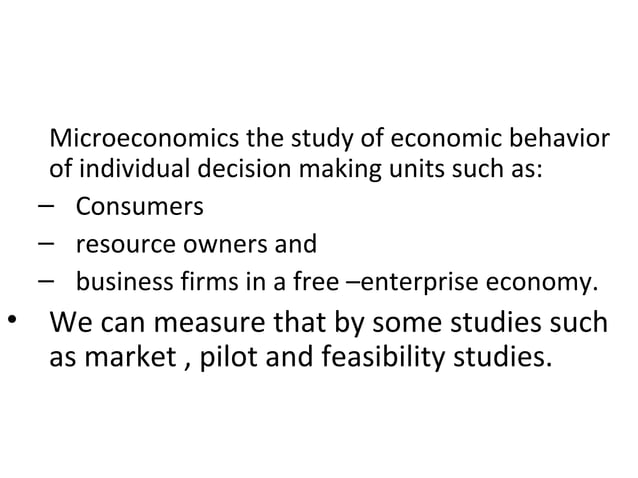 Microeconomics the study of economic behavior
of individual decision making units such as:
– Consumers
– resource owners and
– business firms in a free –enterprise economy.
• We can measure that by some studies such
as market , pilot and feasibility studies.